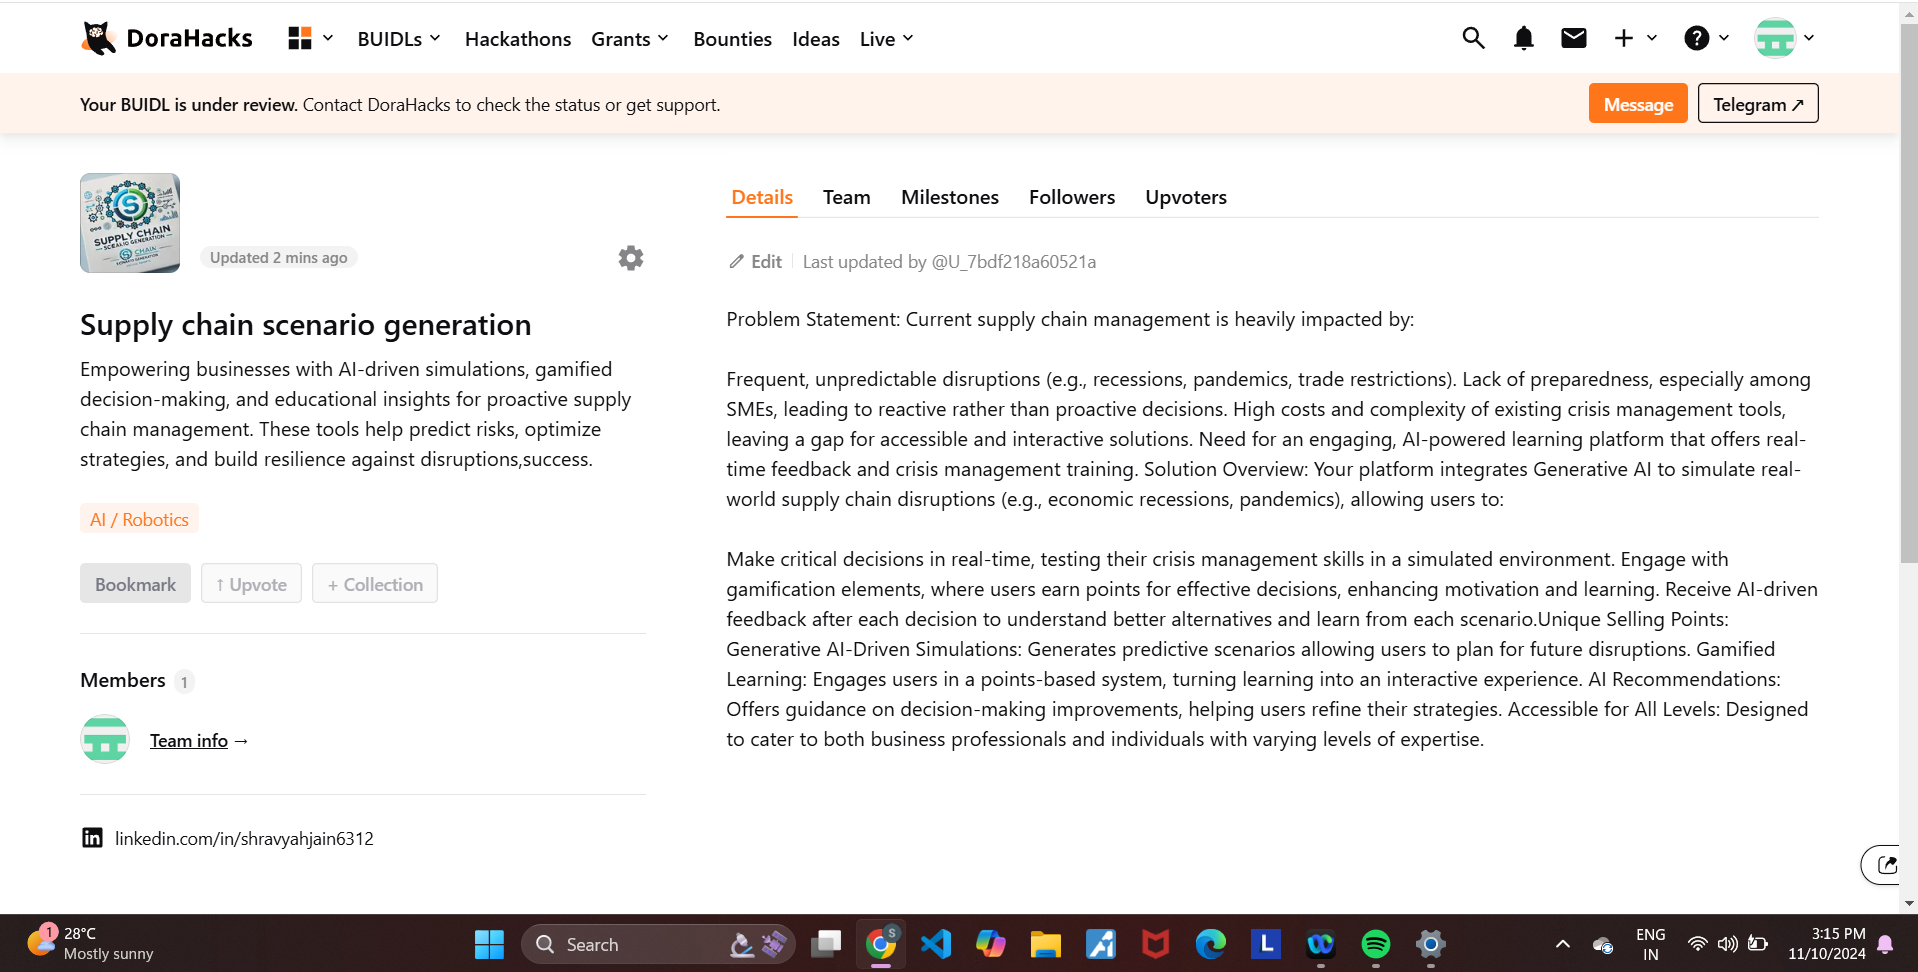 DoraHacks
BUIDLs
Hackathons
Grants
Bounties
Ideas
Live
Your BUIDL is under review. Contact DoraHacks to check the status or get support.
Message
Telegram ↗
SUPPLY CHAIN
CHAIN
Updated 2 mins ago
Supply chain scenario generation
Empowering businesses with AI-driven simulations, gamified
decision-making, and educational insights for proactive supply
chain management. These tools help predict risks, optimize
strategies, and build resilience against disruptions,success.
AI / Robotics
Bookmark
↑ Upvote
+ Collection
Members 1
Team info →
linkedin.com/in/shravyahjain6312
Details
Team
Milestones
Followers
Upvoters
Edit
Last updated by @U_7bdf218a60521a
Problem Statement: Current supply chain management is heavily impacted by:
Frequent, unpredictable disruptions (e.g., recessions, pandemics, trade restrictions). Lack of preparedness, especially among
SMEs, leading to reactive rather than proactive decisions. High costs and complexity of existing crisis management tools,
leaving a gap for accessible and interactive solutions. Need for an engaging, AI-powered learning platform that offers real-
time feedback and crisis management training. Solution Overview: Your platform integrates Generative AI to simulate real-
world supply chain disruptions (e.g., economic recessions, pandemics), allowing users to:
Make critical decisions in real-time, testing their crisis management skills in a simulated environment. Engage with
gamification elements, where users earn points for effective decisions, enhancing motivation and learning. Receive AI-driven
feedback after each decision to understand better alternatives and learn from each scenario.Unique Selling Points:
Generative AI-Driven Simulations: Generates predictive scenarios allowing users to plan for future disruptions. Gamified
Learning: Engages users in a points-based system, turning learning into an interactive experience. AI Recommendations:
Offers guidance on decision-making improvements, helping users refine their strategies. Accessible for All Levels: Designed
to cater to both business professionals and individuals with varying levels of expertise.
1
28°C
Mostly sunny
Search
S
L
ENG
IN
3:15 PM
11/10/2024